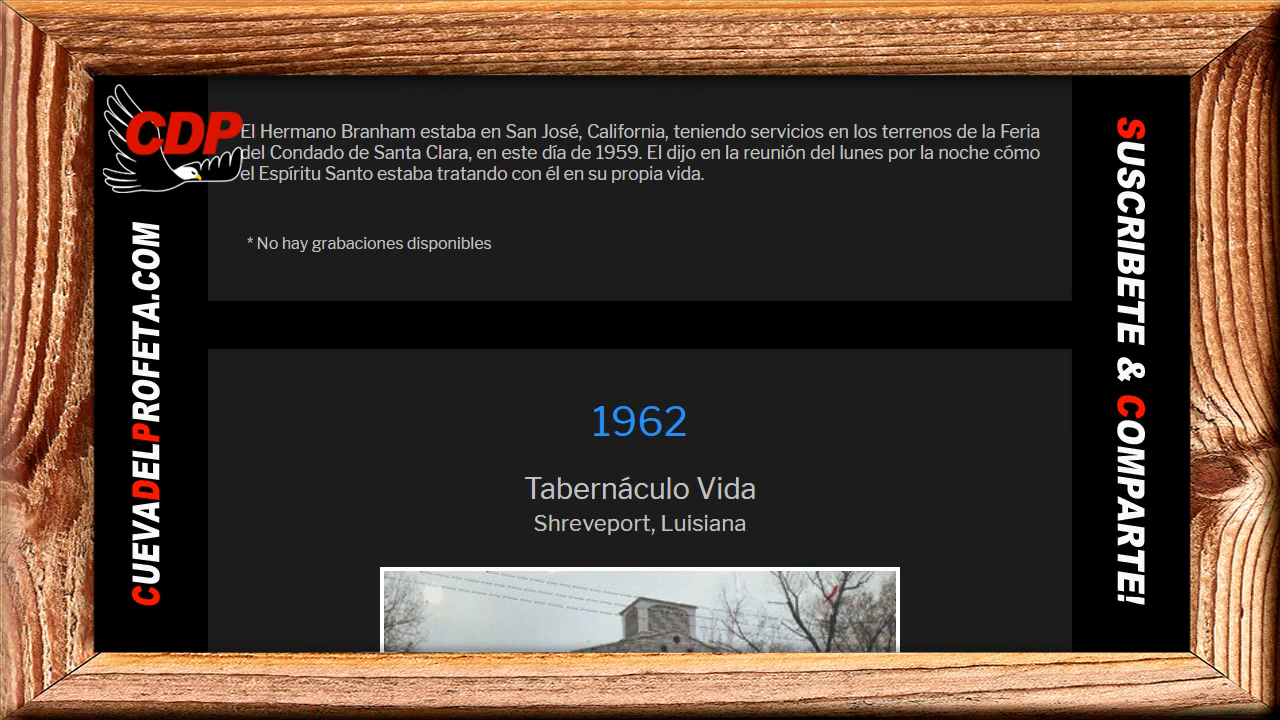 CDP
El Hermano Branham estaba en San José, California, teniendo servicios en los terrenos de la Feria
del Condado de Santa Clara, en este día de 1959. El dijo en la reunión del lunes por la noche cómo
el Espíritu Santo estaba tratando con él en su propia vida.
* No hay grabaciones disponibles
1962
Tabernáculo Vida
Shreveport, Luisiana
CUEVADELPROFETA.COM
SUSCRIBETE & COMPARTE!